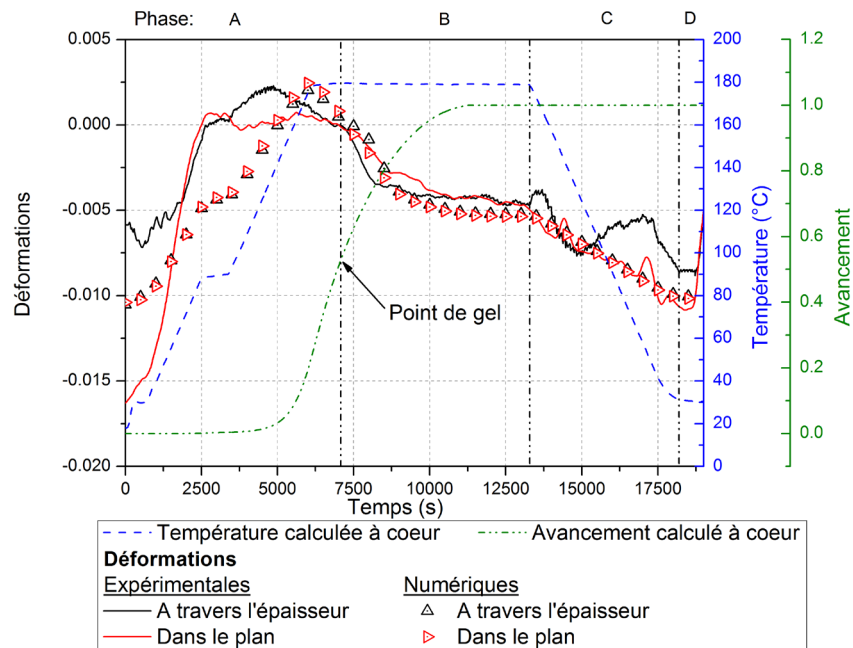 Phase: A B C D
0.005
0.000
-0.005
-0.010
-0.015
-0.020
Déformations
0 2500 5000 7500 10000 12500 15000 17500
Temps (s)
200
180
160
140
120
100
80
60
40
20
0
Température (°C)
1.2
1.0
0.8
0.6
0.4
0.2
0.0
Avancement
Point de gel
Température calculée à coeur Avancement calculé à coeur
Déformations
Expérimentales Numériques
A travers l'épaisseur A travers l'épaisseur
Dans le plan Dans le plan